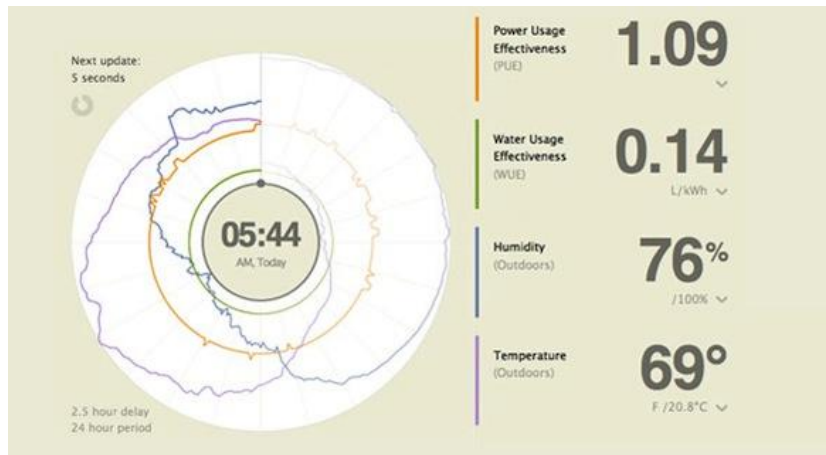 Next update:
5 seconds
05:44
AM, Today
2.5 hour delay
24 hour period
Power Usage
Effectiveness
(PUE)
1.09
Water Usage
Effectiveness
(WUE)
0.14
L/kWh
Humidity
(Outdoors)
76%
/100%
Temperature
(Outdoors)
69°
F /20.8°C